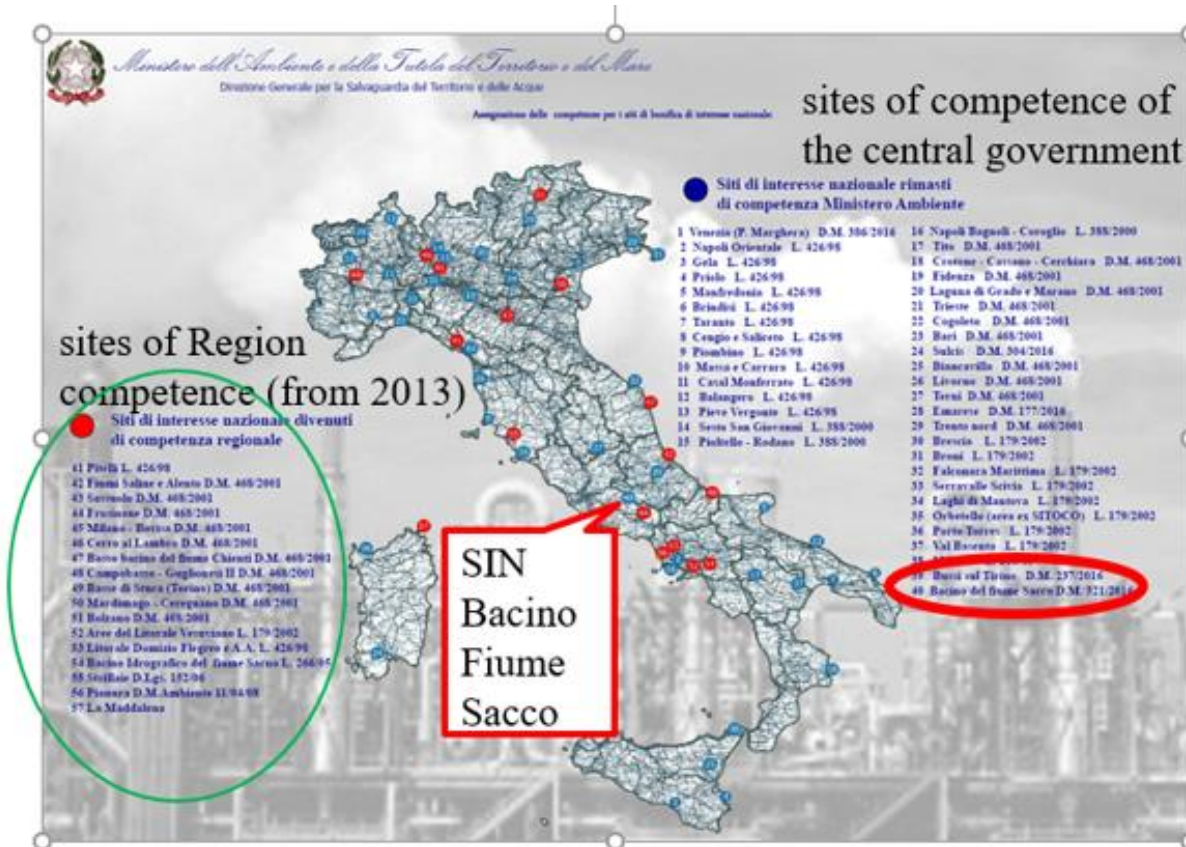 Ministero dell'Ambiente e della Tutela del Territorio e del Mare
Direzione Generale per la Salvaguardia del Territorio e delle Acque
Assegnazione delle competenze per i siti di bonifica di interesse nazionale
sites of competence of
the central government
Siti di interesse nazionale rimasti
di competenza Ministero Ambiente
1 Venezia (P. Marghera) D.M. 386/2016
2 Napoli Orientale L. 426/98
3 Gela L. 426/98
4 Priolo L. 426/98
5 Manfredonia L. 426/98
6 Brindisi L. 426/98
7 Taranto L. 426/98
8 Cengio e Saliceto L. 426/98
9 Piombino L. 426/98
10 Massa e Carrara L. 426/98
11 Casal Monferrato L. 426/98
12 Balangero L. 426/98
13 Pieve Vergonte L. 426/98
14 Sesto San Giovanni L. 388/2000
15 Pioltello - Rodano L. 388/2000
16 Napoli Bagnoli - Coroglio L. 388/2000
17 Tito D.M. 468/2001
18 Crotone - Cassano - Cerchiara D.M. 468/2001
19 Fidenza D.M. 468/2001
20 Laguna di Grado e Marano D.M. 468/2001
21 Trieste D.M. 468/2001
22 Cogoleto D.M. 468/2001
23 Bari D.M. 468/2001
24 Sulcis D.M. 304/2016
25 Biancavilla D.M. 468/2001
26 Livorno D.M. 468/2001
27 Terni D.M. 468/2001
28 Emarese D.M. 177/2016
29 Trento nord D.M. 468/2001
30 Brescia L. 179/2002
31 Broni L. 179/2002
32 Falconara Marittima L. 179/2002
33 Serravalle Scrivia L. 179/2002
34 Laghi di Mantova L. 179/2002
35 Orbetello (area ex SITOCO) L. 179/2002
36 Porto Torres L. 179/2002
37 Val Basento L. 179/2002
38
39 Bussi sul Tirino D.M. 237/2016
40 Bacino del fiume Sacco D.M. 321/201
sites of Region
competence (from 2013)
Siti di interesse nazionale divenuti
di competenza regionale
41 Pitelli L. 426/98
42 Fiumi Saline e Alento D.M. 468/2001
43 Sassuolo D.M. 468/2001
44 Frosinone D.M. 468/2001
45 Milano - Bovisa D.M. 468/2001
46 Cerro al Lambro D.M. 468/2001
47 Basso bacino del fiume Chienti D.M. 468/2001
48 Campobasso - Guglionesi II D.M. 468/2001
49 Basse di Stura (Torino) D.M. 468/2001
50 Mardimago - Ceregnano D.M. 468/2001
51 Bolzano D.M. 468/2001
52 Aree del Litorale Vesuviano L. 179/2002
53 Litorale Domizio Flegreo e A.A. L. 426/98
54 Bacino Idrografico del fiume Sarno L. 266/05
55 D.Lgs. 152/06
56 Pianura D.M. Ambiente 11/04/08
57 La Maddalena
SIN
Bacino
Fiume
Sacco